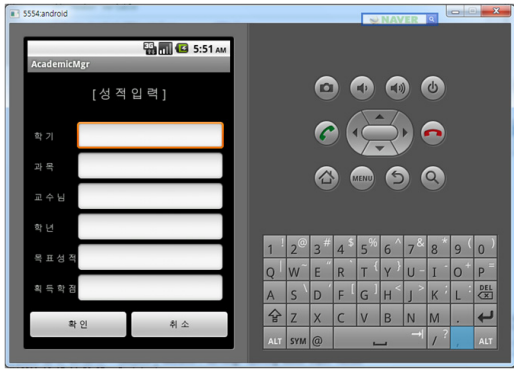 5554:android
NAVER
3G 5:51 AM
AcademicMgr
[성적입력]
학기
과목
교수님
학년
목표성적
획득학점
확인
취소
MENU
1 ! 2 @ 3 # 4 $ 5 % 6 ^ 7 & 8 * 9 ( 0 )
Q W ~ E " R ` T { Y } U _ I - O + P =
A S \ D ' F [ G ] H < J > K ; L : DEL
Z X C V B N M .
ALT SYM @ / ? , ALT